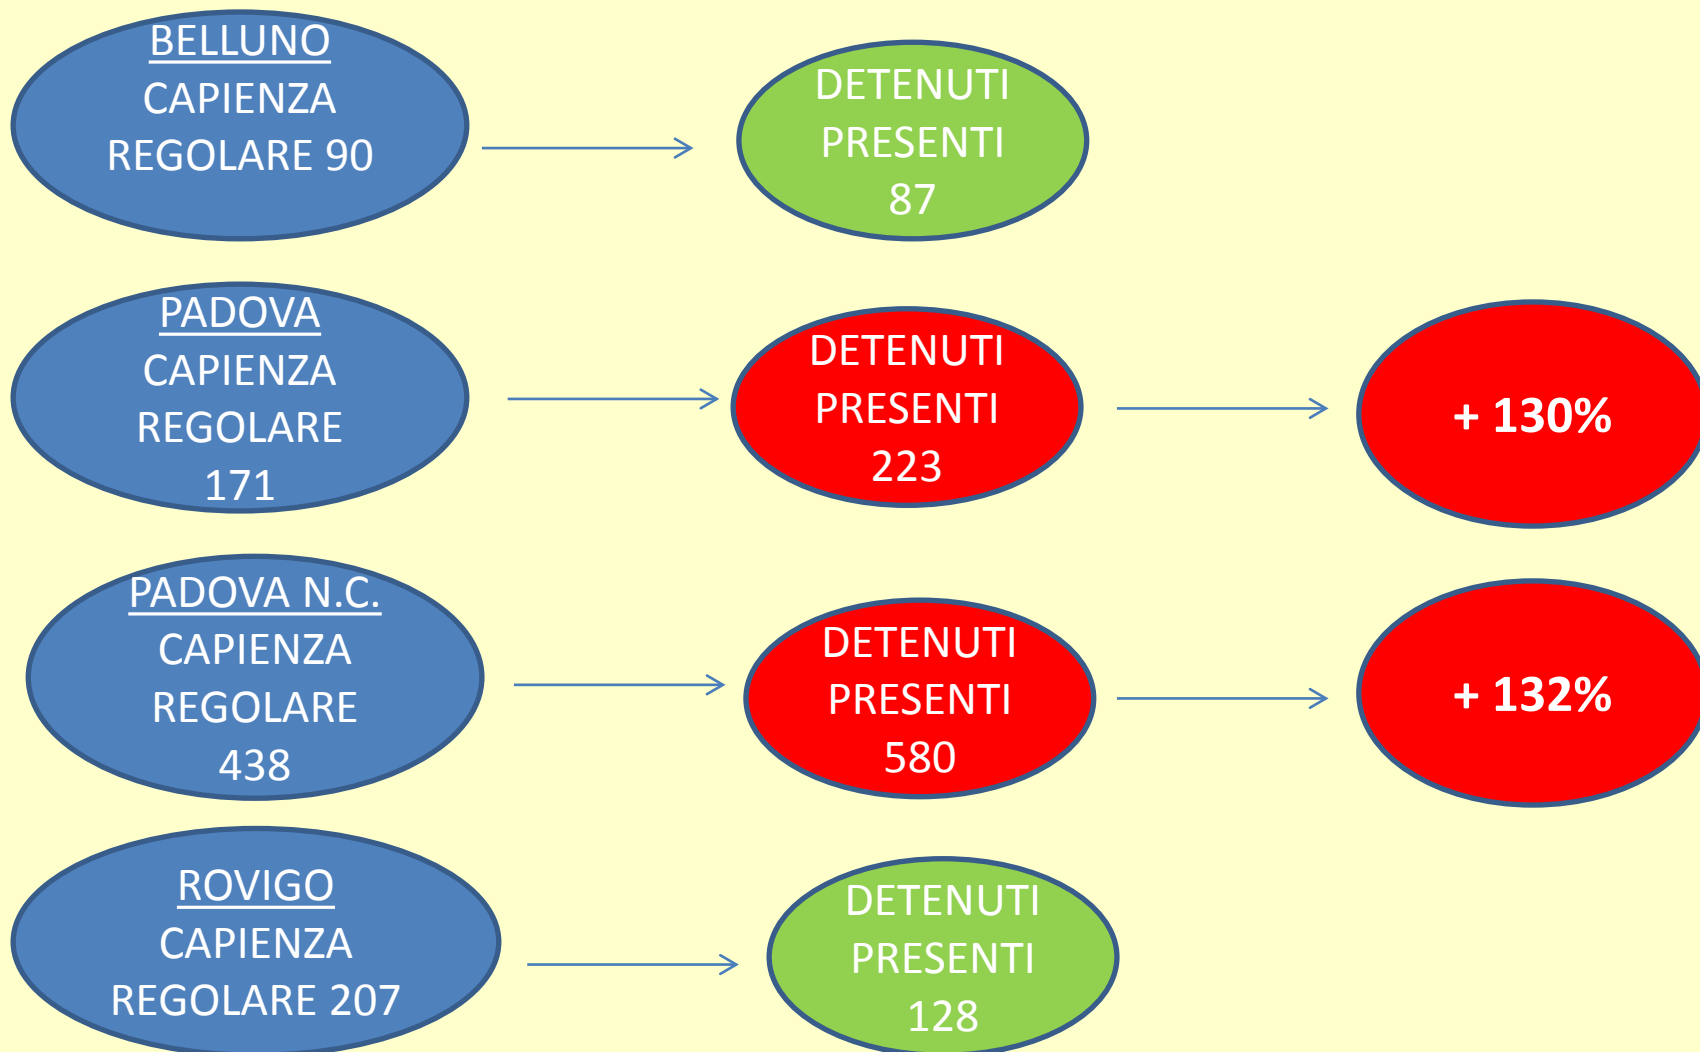 BELLUNO
CAPIENZA
REGOLARE 90
DETENUTI
PRESENTI
87
PADOVA
CAPIENZA
REGOLARE
171
DETENUTI
PRESENTI
223
+ 130%
PADOVA N.C.
CAPIENZA
REGOLARE
438
DETENUTI
PRESENTI
580
+ 132%
ROVIGO
CAPIENZA
REGOLARE 207
DETENUTI
PRESENTI
128